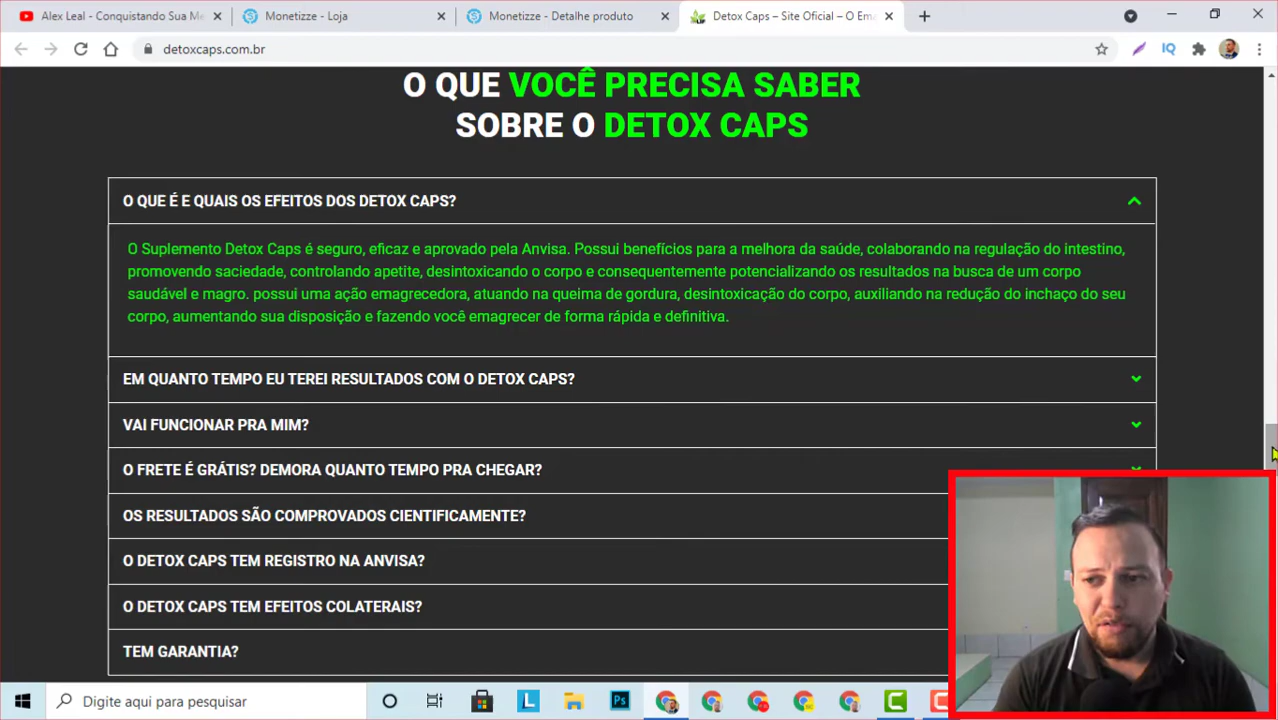 Alex Leal - Conquistando Sua Me
Monetizze - Loja
Monetizze - Detalhe produto
Detox Caps – Site Oficial – O Em
detoxcaps.com.br
IQ
O QUE VOCÊ PRECISA SABER
SOBRE O DETOX CAPS
O QUE É E QUAIS OS EFEITOS DOS DETOX CAPS?
O Suplemento Detox Caps é seguro, eficaz e aprovado pela Anvisa. Possui benefícios para a melhora da saúde, colaborando na regulação do intestino,
promovendo saciedade, controlando apetite, desintoxicando o corpo e consequentemente potencializando os resultados na busca de um corpo
saudável e magro. possui uma ação emagrecedora, atuando na queima de gordura, desintoxicação do corpo, auxiliando na redução do inchaço do seu
corpo, aumentando sua disposição e fazendo você emagrecer de forma rápida e definitiva.
EM QUANTO TEMPO EU TEREI RESULTADOS COM O DETOX CAPS?
VAI FUNCIONAR PRA MIM?
O FRETE É GRÁTIS? DEMORA QUANTO TEMPO PRA CHEGAR?
OS RESULTADOS SÃO COMPROVADOS CIENTIFICAMENTE?
O DETOX CAPS TEM REGISTRO NA ANVISA?
O DETOX CAPS TEM EFEITOS COLATERAIS?
TEM GARANTIA?
Digite aqui para pesquisar
L
Ps
C